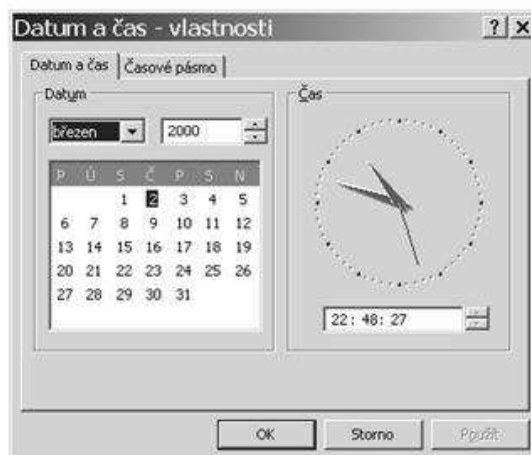 Datum a čas - vlastnosti
Datum a čas
Časové pásmo
Datum
březen
2000
P Ú S Č P S N
1 2 3 4 5
6 7 8 9 10 11 12
13 14 15 16 17 18 19
20 21 22 23 24 25 26
27 28 29 30 31
Čas
22: 48: 27
OK
Storno
Použít